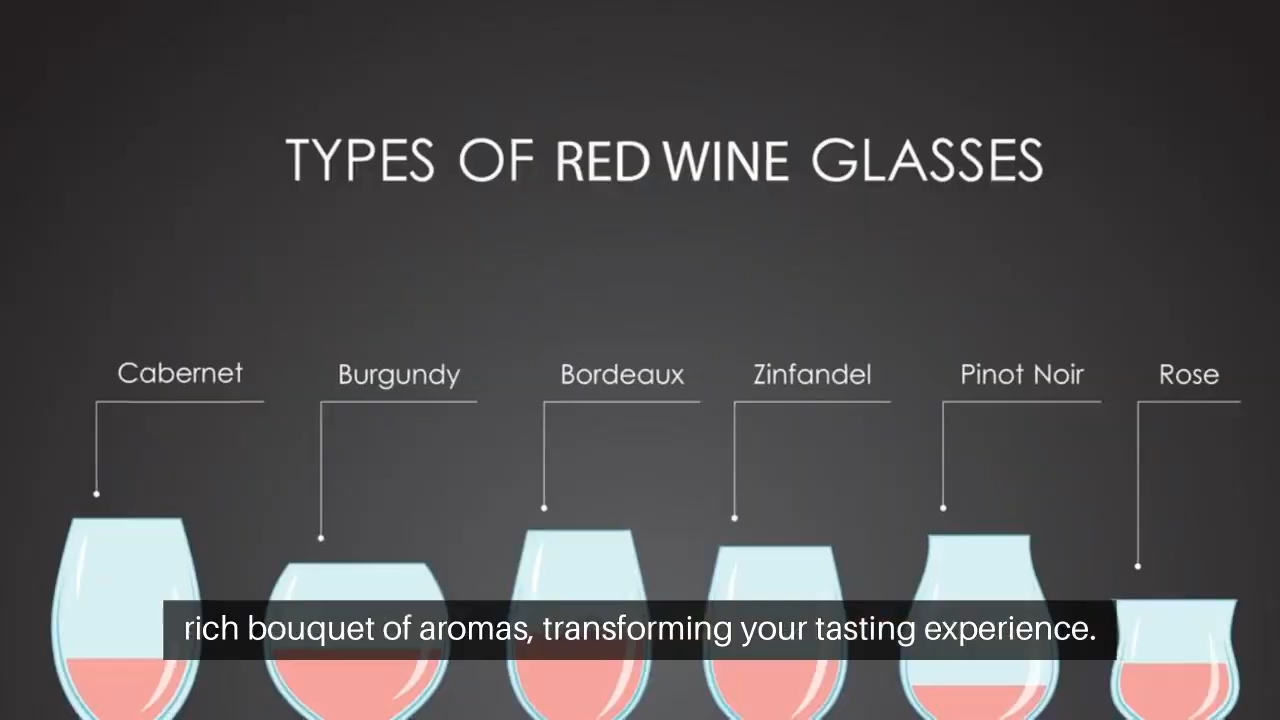 TYPES OF RED WINE GLASSES
Cabernet Burgundy Bordeaux Zinfandel Pinot Noir Rose
rich bouquet of aromas, transforming your tasting experience.